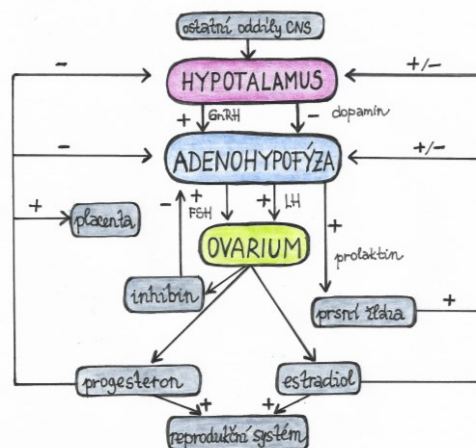 ostatní oddíly CNS
- HYPOTALAMUS +/-
+ GnRH - dopamin
- ADENOHYPOFÝZA +/-
+ placenta - + FSH + LH + prolaktin
OVARIUM
inhibin prsní žláza +
progesteron estradiol
+ +
reprodukční systém